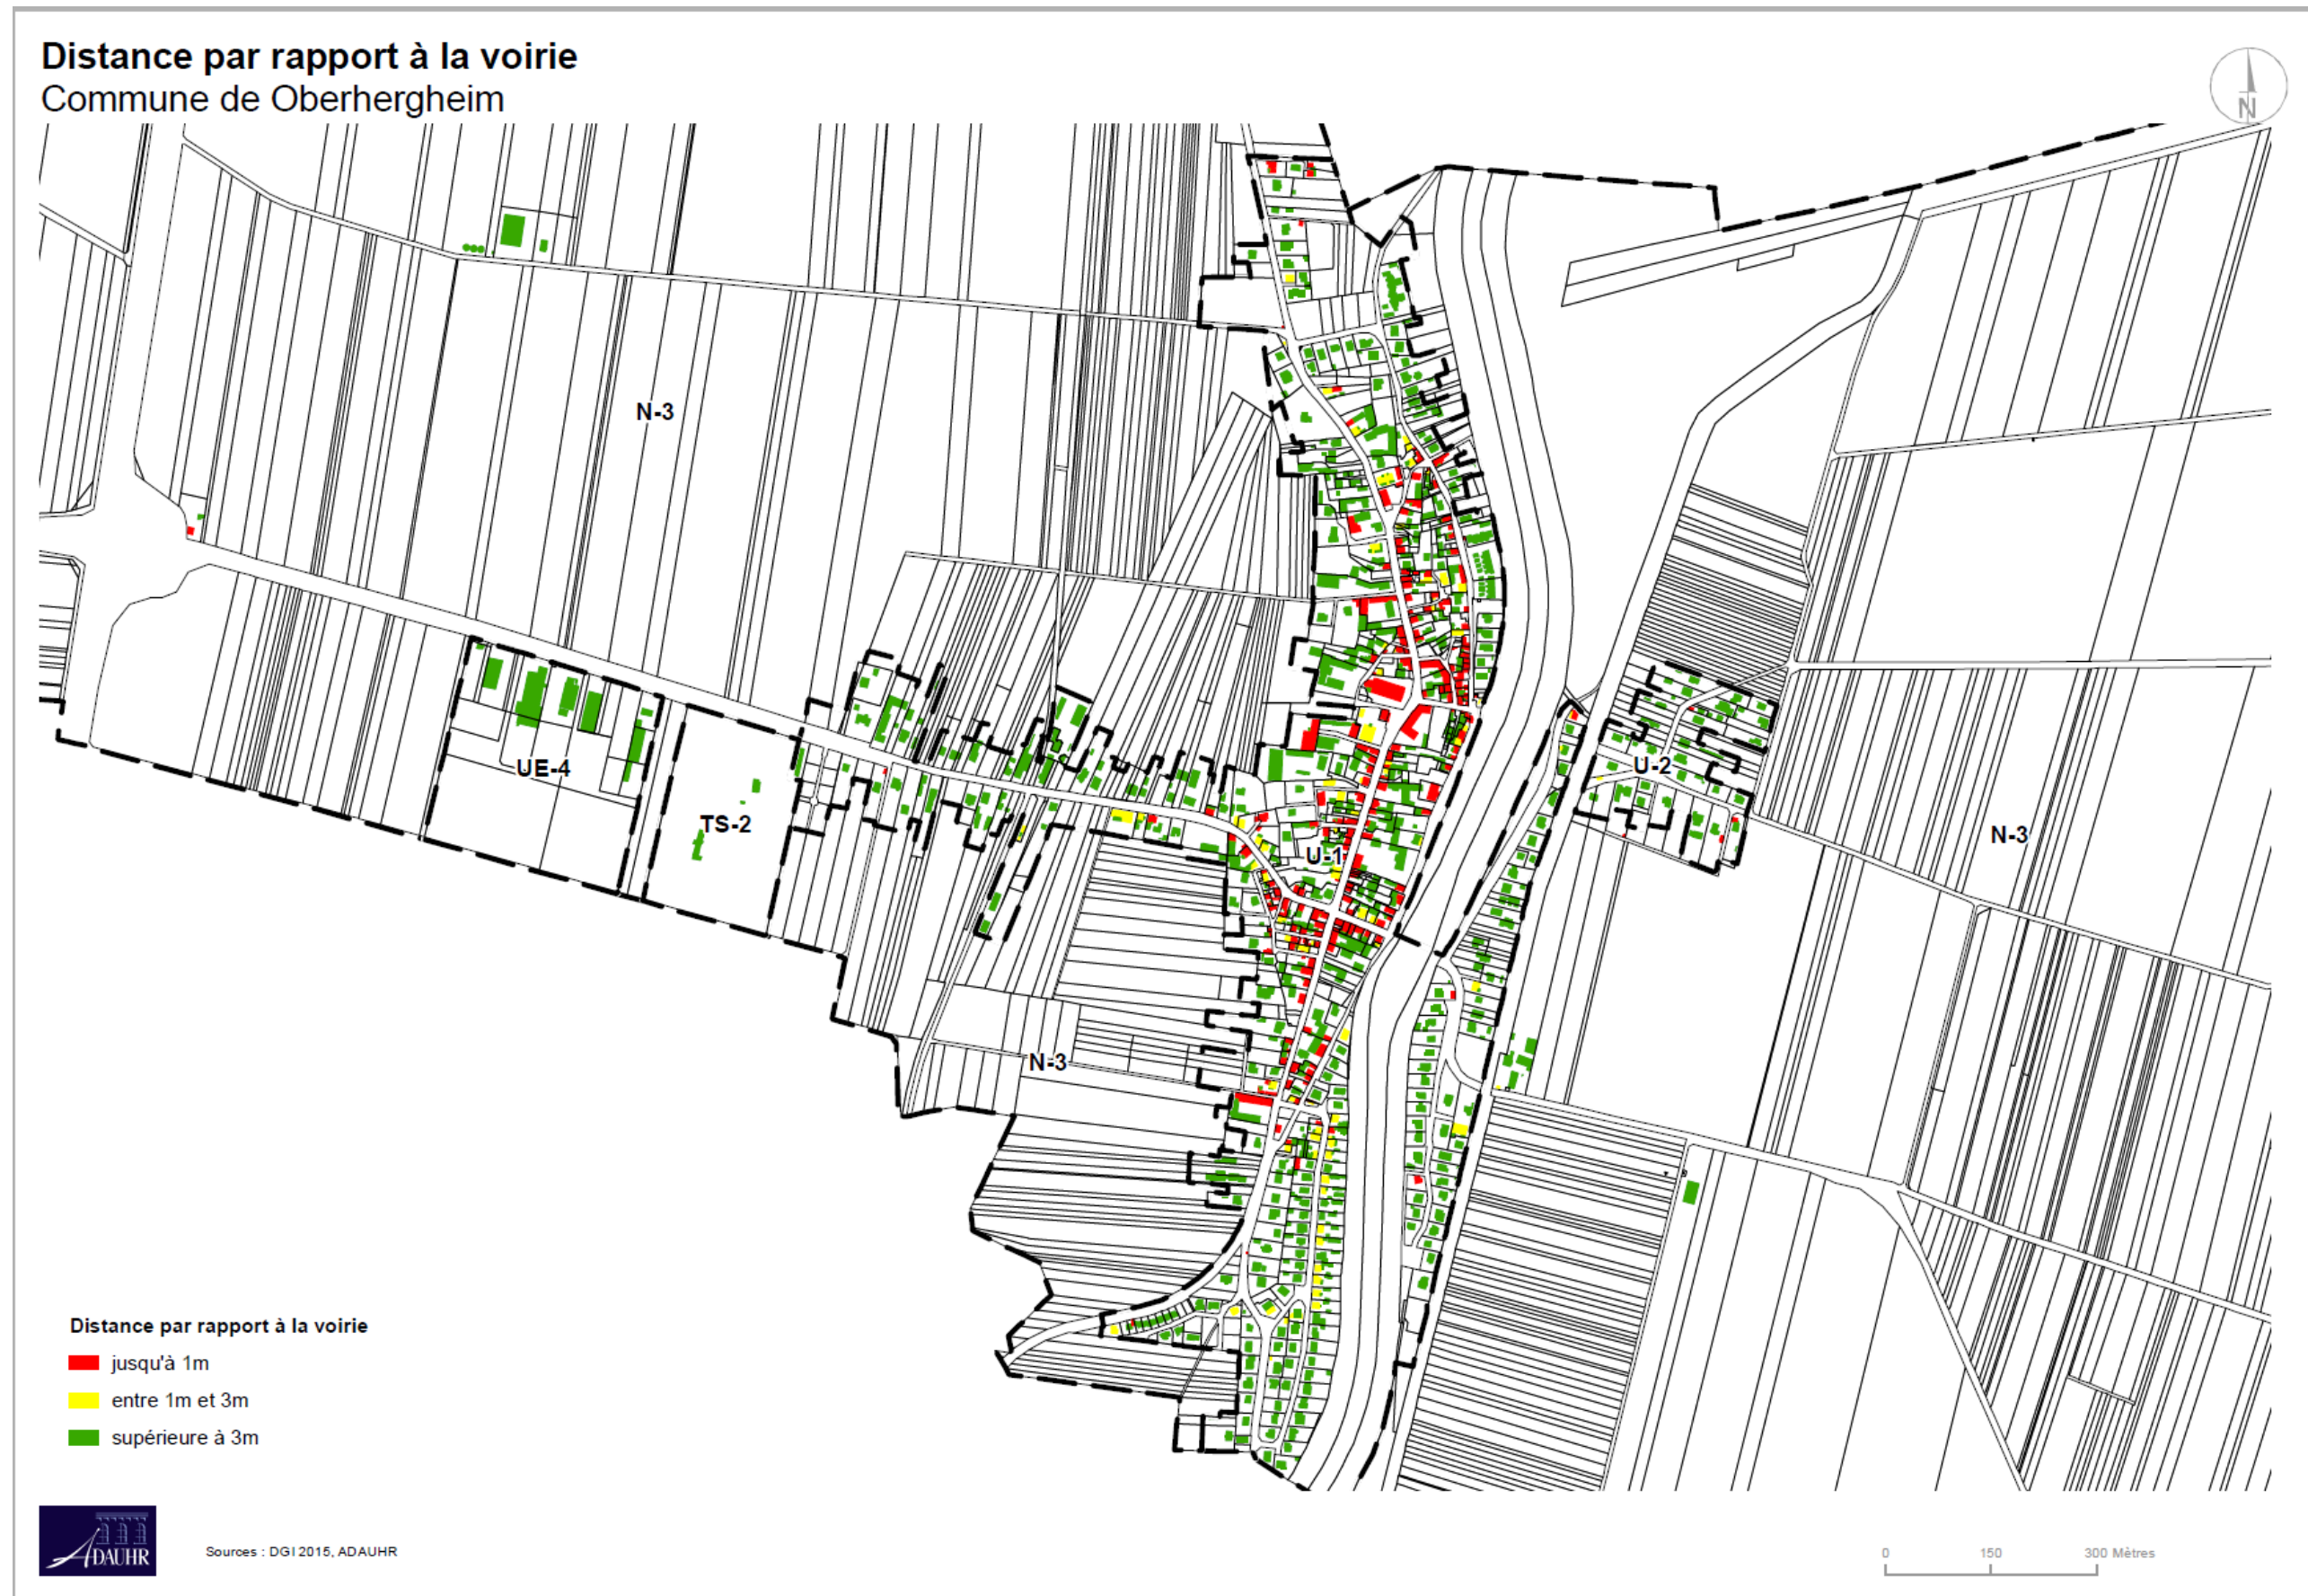 Distance par rapport à la voirie
Commune de Oberhergheim
N
N-3
UE-4
TS-2
U-2
U-1
N-3
N-3
Distance par rapport à la voirie
jusqu'à 1m
entre 1m et 3m
supérieure à 3m
ADAUHR
Sources : DGI 2015, ADAUHR
0 150 300 Mètres